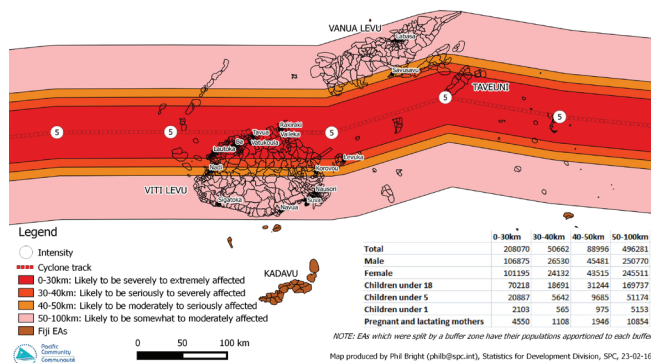 VANUA LEVU
Labasa
Savusavu
TAVEUNI
5
5
5
5
5
Rakiraki
Tavua
Vaileka
Ba
Vatukoula
Lautoka
Levuka
Nadi
Korovou
VITI LEVU
Nausori
Sigatoka
Suva
Navua
KADAVU
Legend
Intensity
Cyclone track
0-30km: Likely to be severely to extremely affected
30-40km: Likely to be seriously to severely affected
40-50km: Likely to be moderately to seriously affected
50-100km: Likely to be somewhat to moderately affected
Fiji EAs
Pacific
Community
Communauté
0 50 100 km
0-30km 30-40km 40-50km 50-100km
Total 208070 50662 88996 496281
Male 106875 26530 45481 250770
Female 101195 24132 43515 245511
Children under 18 70218 18691 31244 169737
Children under 5 20887 5642 9685 51174
Children under 1 2103 565 975 5153
Pregnant and lactating mothers 4550 1108 1946 10854
NOTE: EAs which were split by a buffer zone have their populations apportioned to each buffer
Map produced by Phil Bright (philb@spc.int), Statistics for Development Division, SPC, 23-02-16